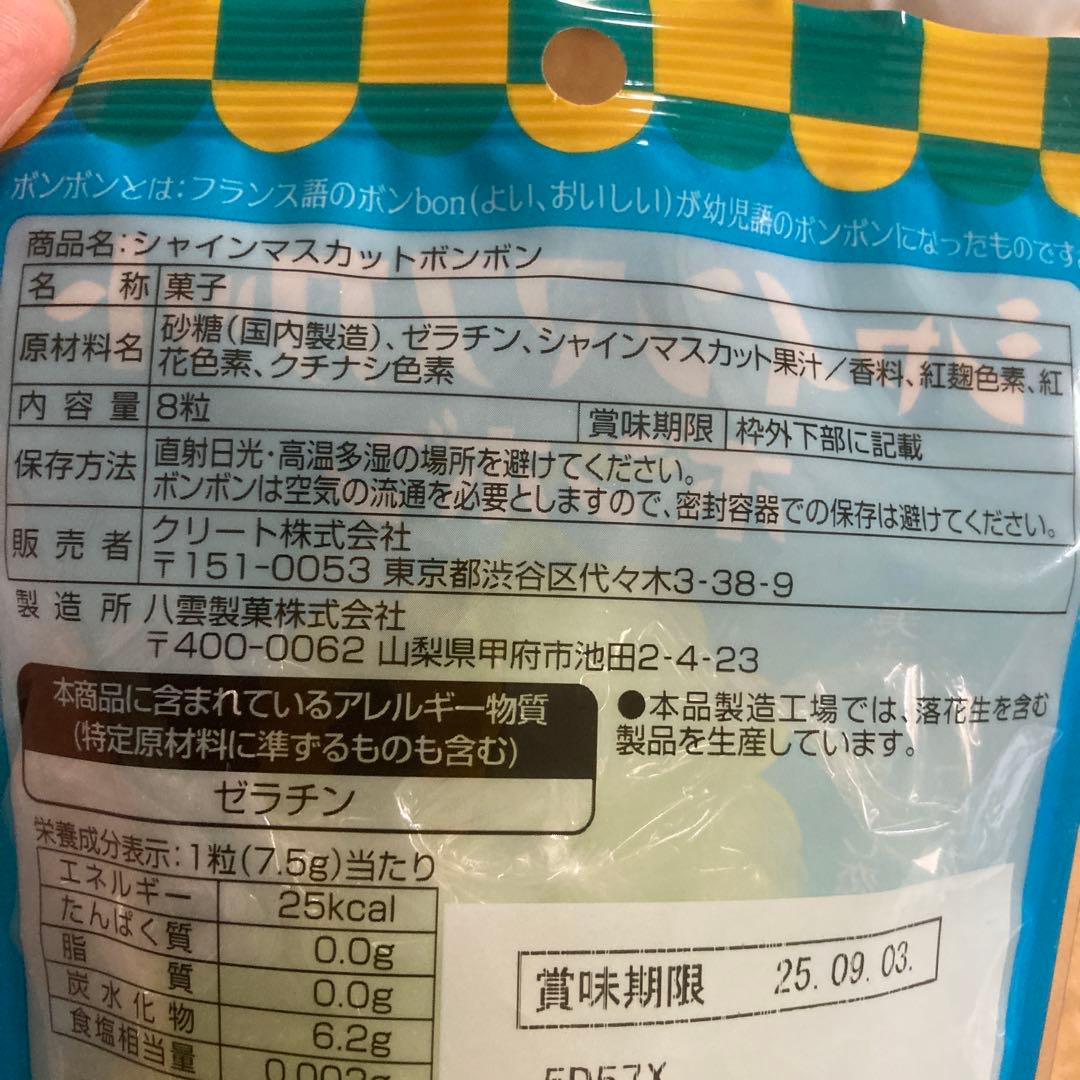 ボンボンとは:フランス語のボンbon(よい、おいしい)が幼児語のボンボンになったものです。
商品名:シャインマスカットボンボン
名称 菓子
原材料名 砂糖(国内製造)、ゼラチン、シャインマスカット果汁/香料、紅麹色素、紅
花色素、クチナシ色素
内容量 8粒 賞味期限 枠外下部に記載
保存方法 直射日光・高温多湿の場所を避けてください。
ボンボンは空気の流通を必要としますので、密封容器での保存は避けてください。
販売者 クリート株式会社
〒151-0053 東京都渋谷区代々木3-38-9
製造所 八雲製菓株式会社
〒400-0062 山梨県甲府市池田2-4-23
本商品に含まれているアレルギー物質
(特定原材料に準ずるものも含む)
ゼラチン
●本品製造工場では、落花生を含む
製品を生産しています。
栄養成分表示:1粒(7.5g)当たり
エネルギー 25kcal
たんぱく質 0.0g
脂質 0.0g
炭水化物 6.2g
食塩相当量
賞味期限 25.09.03.